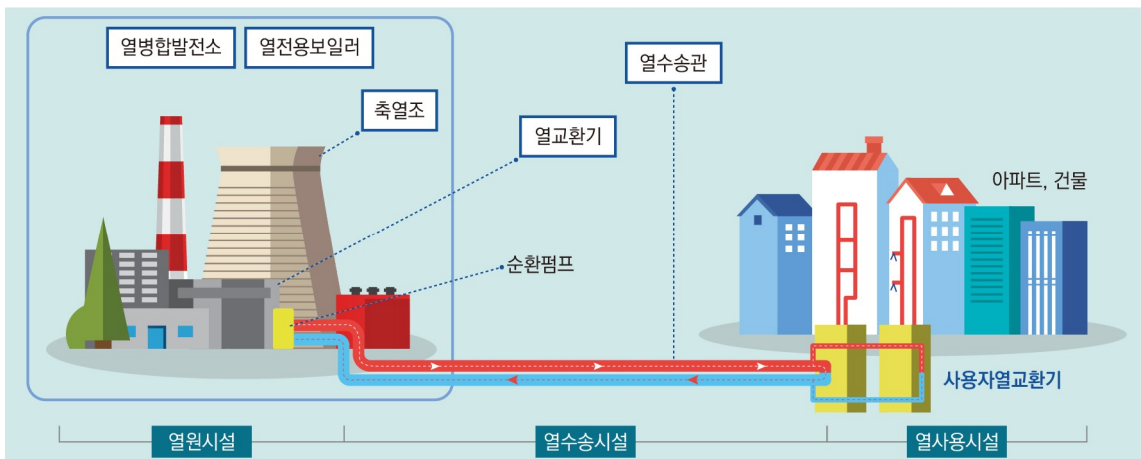 열병합발전소
열전용보일러
열수송관
축열조
열교환기
아파트, 건물
순환펌프
사용자열교환기
열원시설
열수송시설
열사용시설